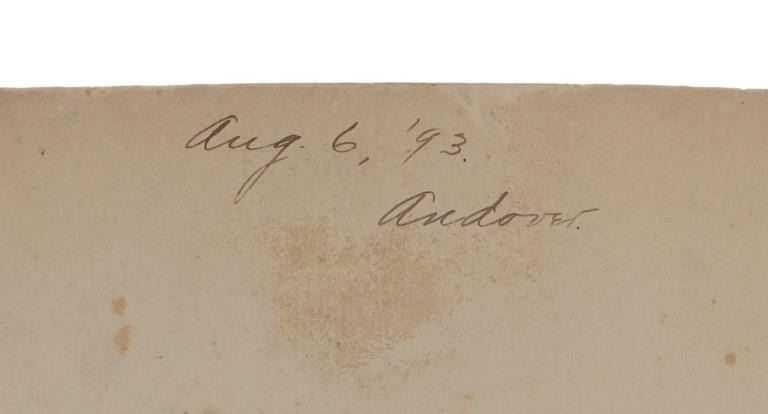 Aug. 6, '93.
Andover.